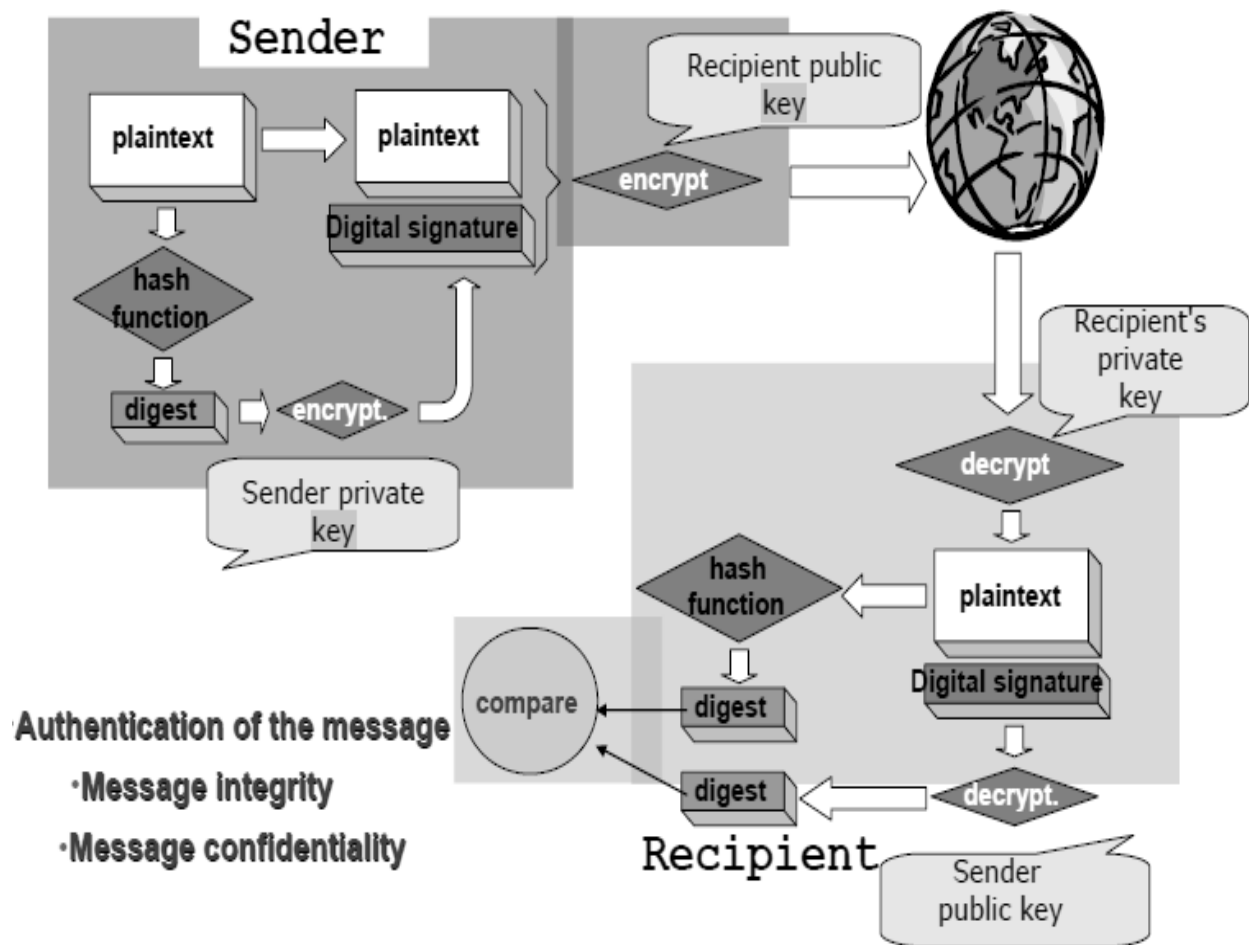 Sender
Recipient public
key
plaintext
plaintext
encrypt
Digital signature
hash
function
digest
encrypt.
Sender private
key
Recipient's
private
key
decrypt
hash
function
plaintext
Digital signature
compare
digest
digest
decrypt.
Recipient
Sender
public key
·Authentication of the message
·Message integrity
·Message confidentiality